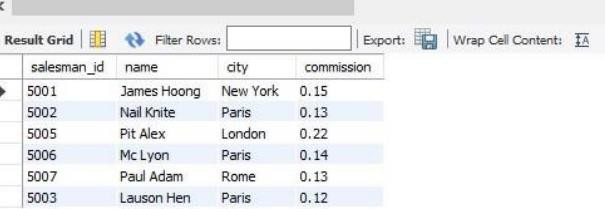 Result Grid Filter Rows: Export: Wrap Cell Content: IA
salesman_id name city commission
5001 James Hoong New York 0.15
5002 Nail Knite Paris 0.13
5005 Pit Alex London 0.22
5006 Mc Lyon Paris 0.14
5007 Paul Adam Rome 0.13
5003 Lauson Hen Paris 0.12